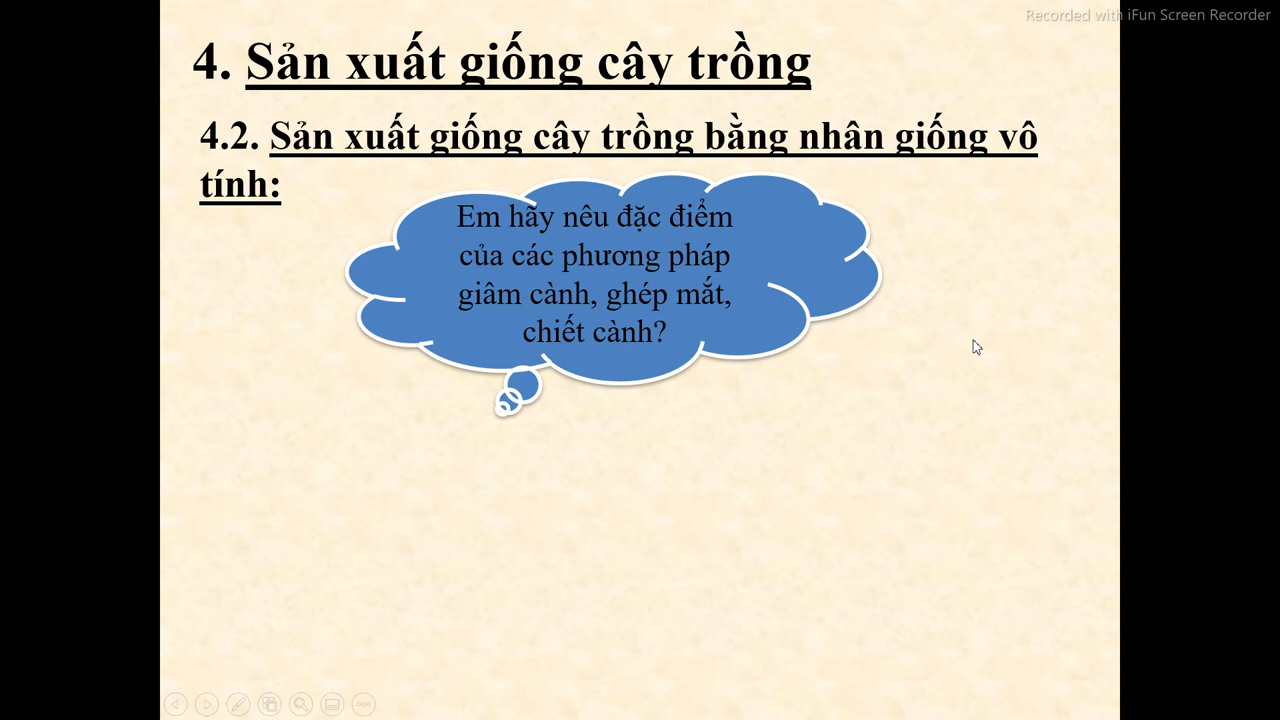 Recorded with iFun Screen Recorder
4. Sản xuất giống cây trồng
4.2. Sản xuất giống cây trồng bằng nhân giống vô
tính:
Em hãy nêu đặc điểm
của các phương pháp
giâm cành, ghép mắt,
chiết cành?